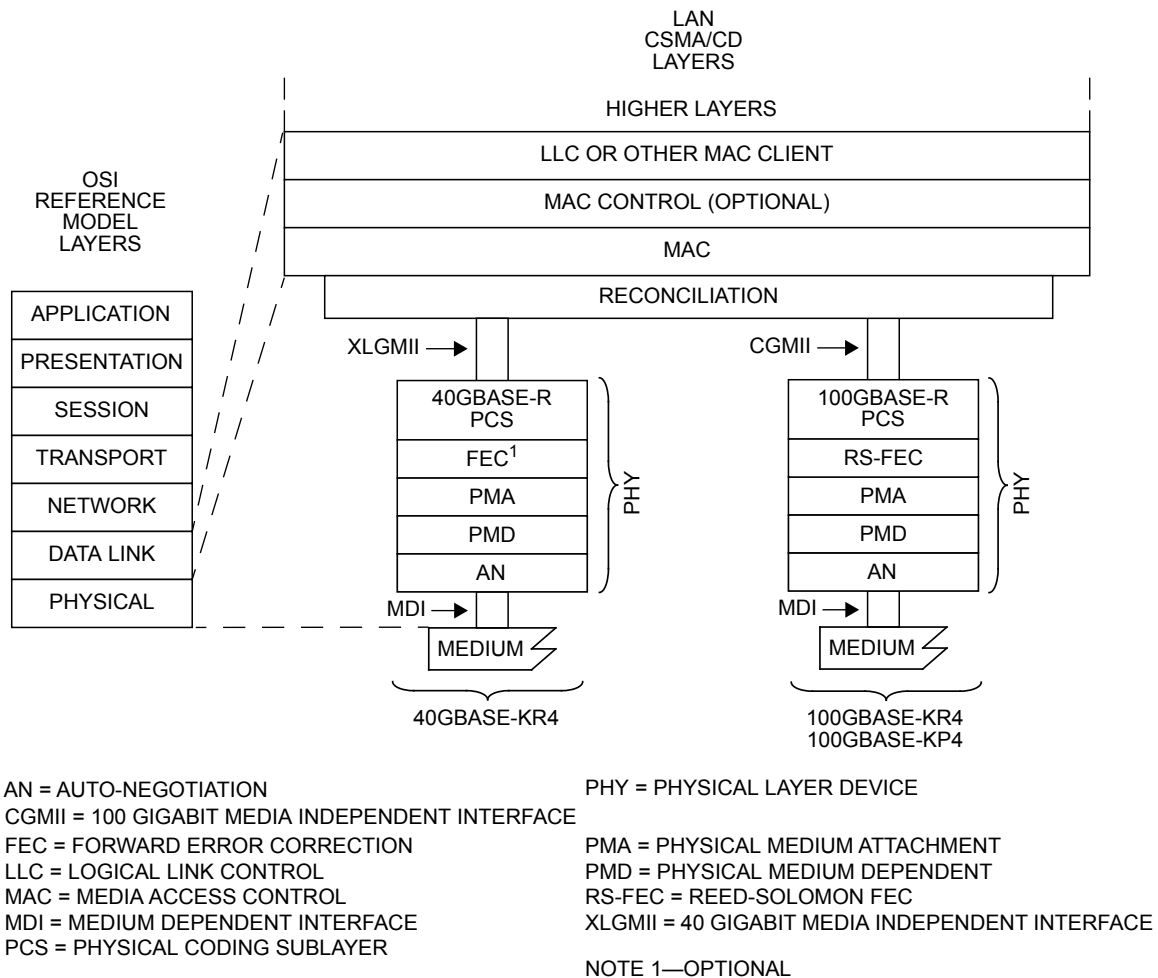 LAN
CSMA/CD
LAYERS
HIGHER LAYERS
LLC OR OTHER MAC CLIENT
MAC CONTROL (OPTIONAL)
MAC
RECONCILIATION
OSI
REFERENCE
MODEL
LAYERS
APPLICATION
PRESENTATION
SESSION
TRANSPORT
NETWORK
DATA LINK
PHYSICAL
XLGMII
40GBASE-R
PCS
FEC1
PMA
PMD
AN
PHY
MDI
MEDIUM
40GBASE-KR4
CGMII
100GBASE-R
PCS
RS-FEC
PMA
PMD
AN
PHY
MDI
MEDIUM
100GBASE-KR4
100GBASE-KP4
AN = AUTO-NEGOTIATION
CGMII = 100 GIGABIT MEDIA INDEPENDENT INTERFACE
FEC = FORWARD ERROR CORRECTION
LLC = LOGICAL LINK CONTROL
MAC = MEDIA ACCESS CONTROL
MDI = MEDIUM DEPENDENT INTERFACE
PCS = PHYSICAL CODING SUBLAYER
PHY = PHYSICAL LAYER DEVICE
PMA = PHYSICAL MEDIUM ATTACHMENT
PMD = PHYSICAL MEDIUM DEPENDENT
RS-FEC = REED-SOLOMON FEC
XLGMII = 40 GIGABIT MEDIA INDEPENDENT INTERFACE
NOTE 1—OPTIONAL